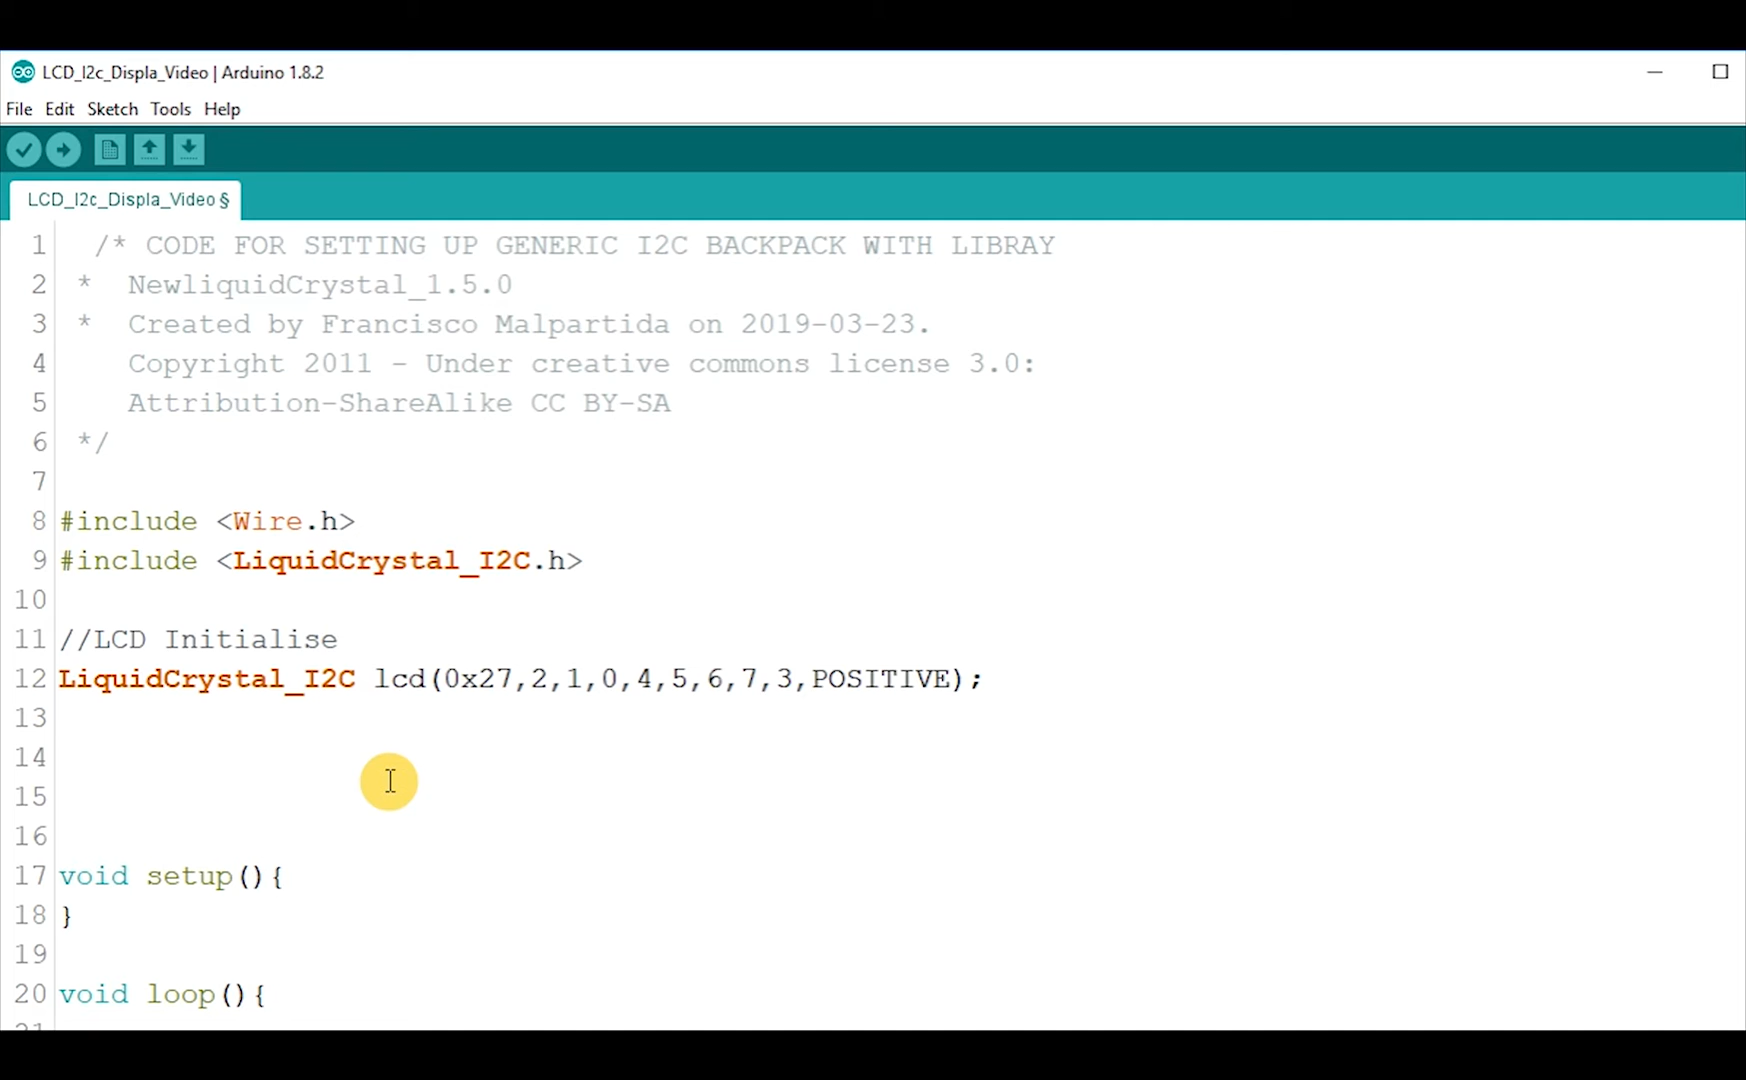 LCD_I2c_Displa_Video | Arduino 1.8.2
File Edit Sketch Tools Help
LCD_I2c_Displa_Video §
1 /* CODE FOR SETTING UP GENERIC I2C BACKPACK WITH LIBRAY
2 * NewliquidCrystal_1.5.0
3 * Created by Francisco Malpartida on 2019-03-23.
4 Copyright 2011 - Under creative commons license 3.0:
5 Attribution-ShareAlike CC BY-SA
6 */
7
8 #include <Wire.h>
9 #include <LiquidCrystal_I2C.h>
10
11 //LCD Initialise
12 LiquidCrystal_I2C lcd(0x27,2,1,0,4,5,6,7,3,POSITIVE);
13
14
15
16
17 void setup(){
18 }
19
20 void loop(){